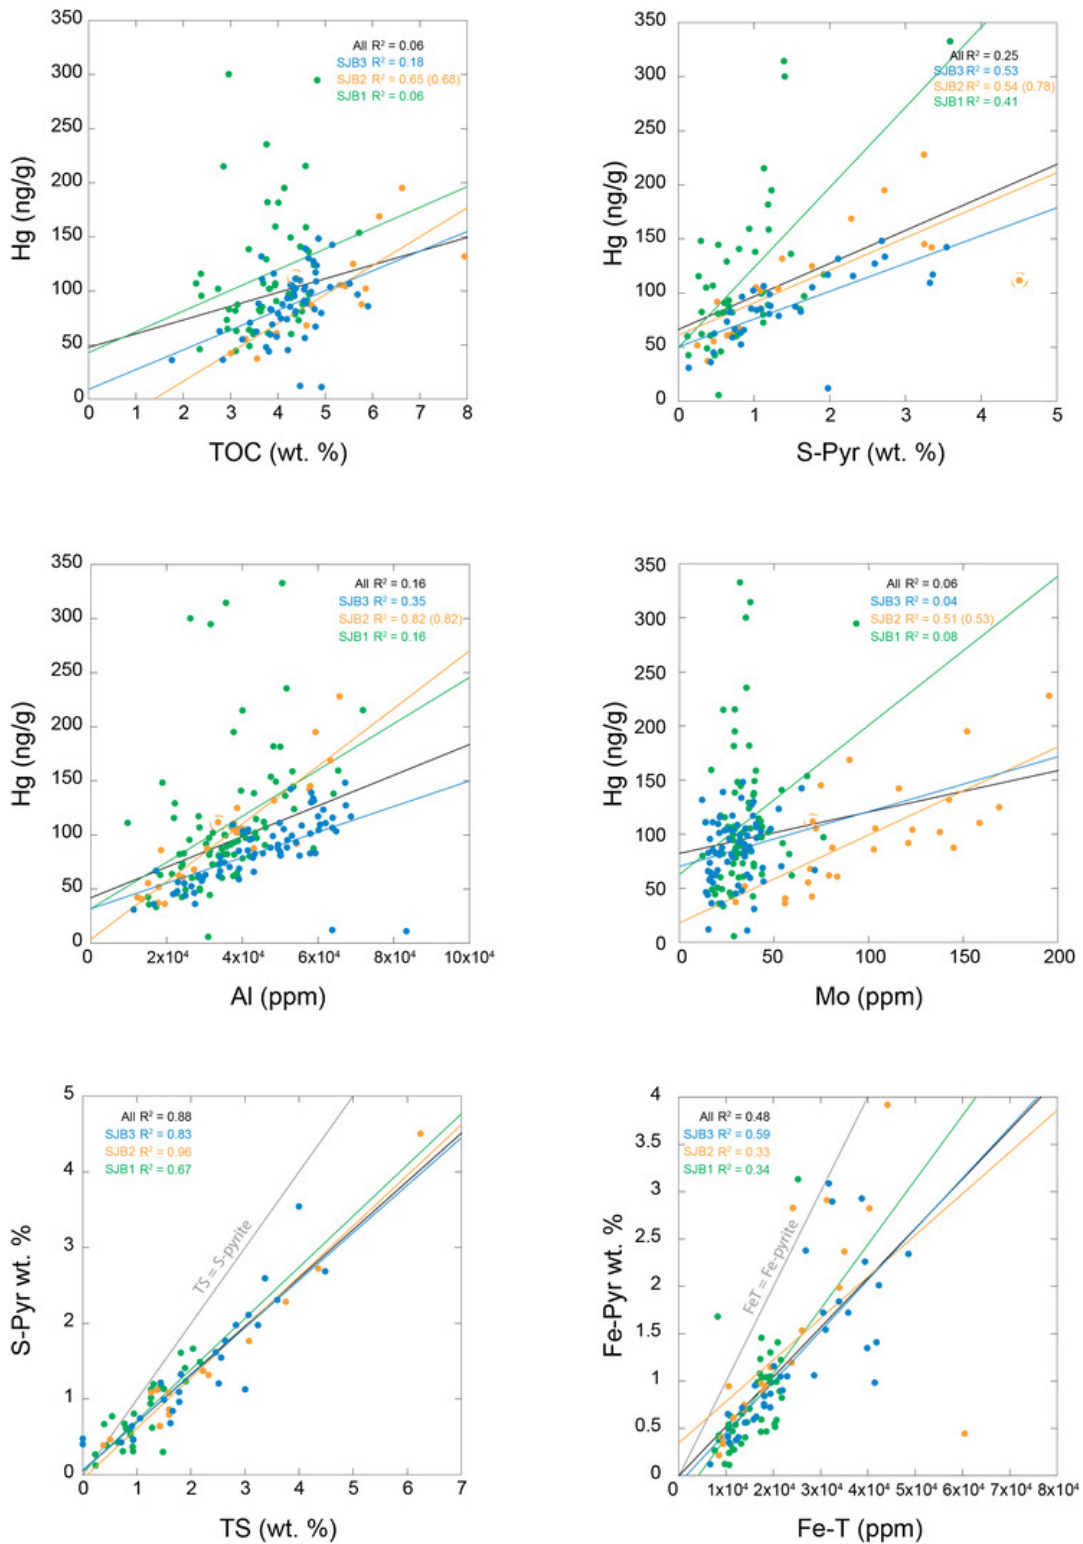 350
300
250
200
150
100
50
0
Hg (ng/g)
All R² = 0.06
SJB3 R² = 0.18
SJB2 R² = 0.65 (0.68)
SJB1 R² = 0.06
0 1 2 3 4 5 6 7 8
TOC (wt. %)
350
300
250
200
150
100
50
0
Hg (ng/g)
All R² = 0.25
SJB3 R² = 0.53
SJB2 R² = 0.54 (0.78)
SJB1 R² = 0.41
0 1 2 3 4 5
S-Pyr (wt. %)
350
300
250
200
150
100
50
0
Hg (ng/g)
All R² = 0.16
SJB3 R² = 0.35
SJB2 R² = 0.82 (0.82)
SJB1 R² = 0.16
0 2x10⁴ 4x10⁴ 6x10⁴ 8x10⁴ 10x10⁴
Al (ppm)
350
300
250
200
150
100
50
0
Hg (ng/g)
All R² = 0.06
SJB3 R² = 0.04
SJB2 R² = 0.51 (0.53)
SJB1 R² = 0.08
0 50 100 150 200
Mo (ppm)
5
4
3
2
1
0
S-Pyr wt. %
All R² = 0.88
SJB3 R² = 0.83
SJB2 R² = 0.96
SJB1 R² = 0.67
TS = S-pyrite
0 1 2 3 4 5 6 7
TS (wt. %)
4
3.5
3
2.5
2
1.5
1
0.5
0
Fe-Pyr wt. %
All R² = 0.48
SJB3 R² = 0.59
SJB2 R² = 0.33
SJB1 R² = 0.34
FeT = Fe-pyrite
0 1x10⁴ 2x10⁴ 3x10⁴ 4x10⁴ 5x10⁴ 6x10⁴ 7x10⁴ 8x10⁴
Fe-T (ppm)